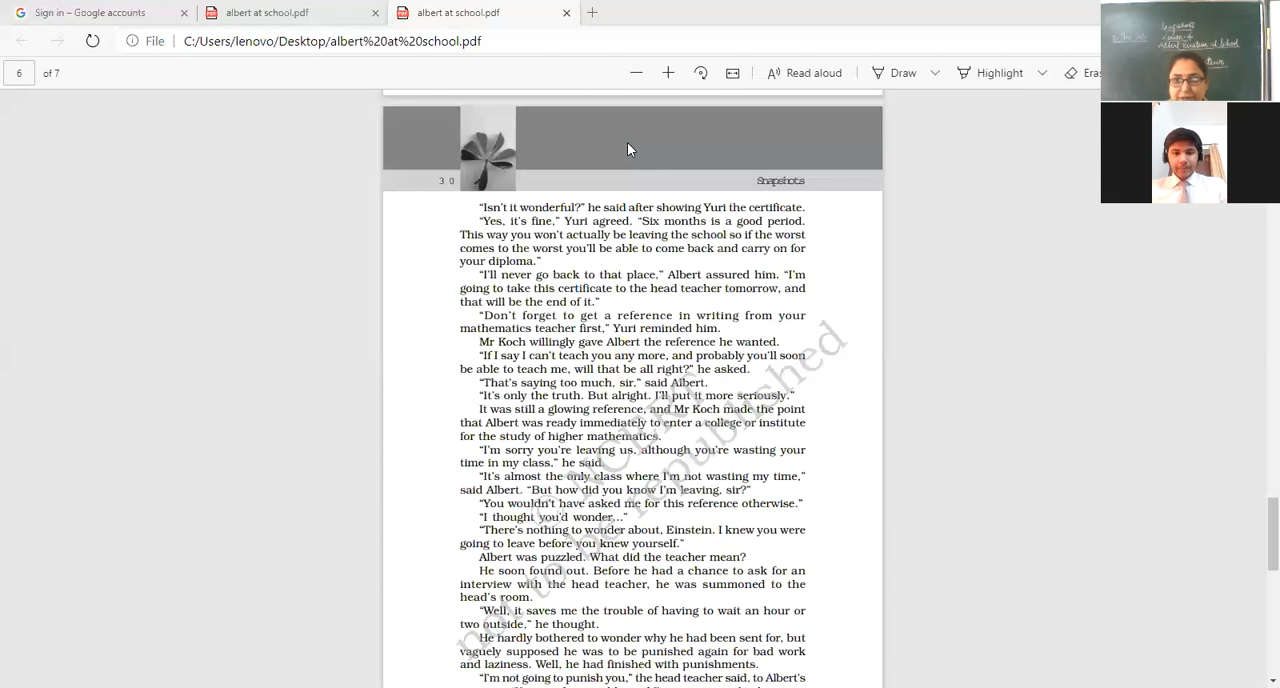 Sign in – Google accounts
albert at school.pdf
albert at school.pdf
File
C:/Users/lenovo/Desktop/albert%20at%20school.pdf
6 of 7
Read aloud
Draw
Highlight
Eras
3 0
Snapshots
“Isn't it wonderful?” he said after showing Yuri the certificate.
“Yes, it's fine,” Yuri agreed. “Six months is a good period.
This way you won't actually be leaving the school so if the worst
comes to the worst you'll be able to come back and carry on for
your diploma.”
“I'll never go back to that place,” Albert assured him. “I'm
going to take this certificate to the head teacher tomorrow, and
that will be the end of it.”
“Don't forget to get a reference in writing from your
mathematics teacher first,” Yuri reminded him.
Mr Koch willingly gave Albert the reference he wanted.
“If I say I can't teach you any more, and probably you'll soon
be able to teach me, will that be all right?” he asked.
“That's saying too much, sir,” said Albert.
“It's only the truth. But alright. I'll put it more seriously.”
It was still a glowing reference, and Mr Koch made the point
that Albert was ready immediately to enter a college or institute
for the study of higher mathematics.
“I'm sorry you're leaving us, although you're wasting your
time in my class,” he said.
“It's almost the only class where I'm not wasting my time,”
said Albert. “But how did you know I'm leaving, sir?”
“You wouldn't have asked me for this reference otherwise.”
“I thought you'd wonder...”
“There's nothing to wonder about, Einstein. I knew you were
going to leave before you knew yourself.”
Albert was puzzled. What did the teacher mean?
He soon found out. Before he had a chance to ask for an
interview with the head teacher, he was summoned to the
head's room.
“Well, it saves me the trouble of having to wait an hour or
two outside,” he thought.
He hardly bothered to wonder why he had been sent for, but
vaguely supposed he was to be punished again for bad work
and laziness. Well, he had finished with punishments.
“I'm not going to punish you,” the head teacher said, to Albert's
© NCERT
not to be republished
Snapshots
Albert Einstein at School